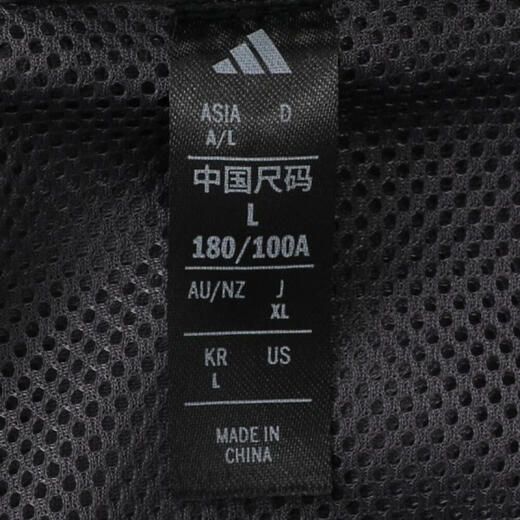 ASIA D
A/L
中国尺码
L
180/100A
AU/NZ J
XL
KR US
L
MADE IN
CHINA